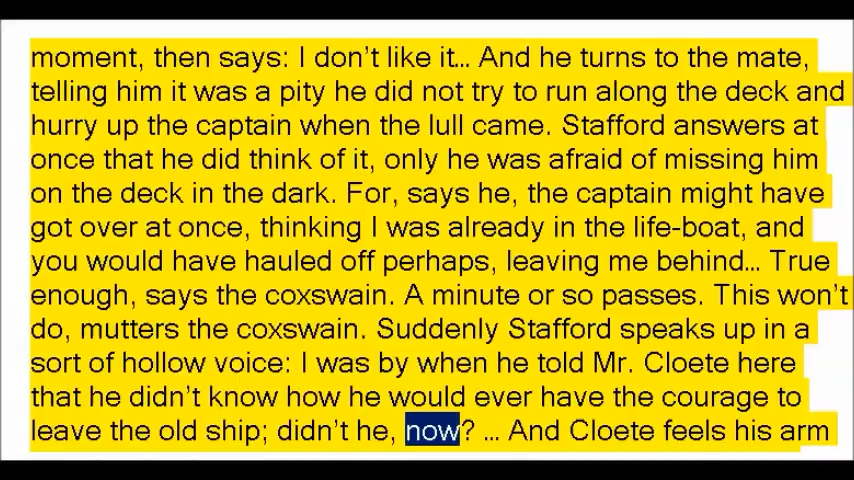 moment, then says: I don’t like it… And he turns to the mate,
telling him it was a pity he did not try to run along the deck and
hurry up the captain when the lull came. Stafford answers at
once that he did think of it, only he was afraid of missing him
on the deck in the dark. For, says he, the captain might have
got over at once, thinking I was already in the life-boat, and
you would have hauled off perhaps, leaving me behind… True
enough, says the coxswain. A minute or so passes. This won’t
do, mutters the coxswain. Suddenly Stafford speaks up in a
sort of hollow voice: I was by when he told Mr. Cloete here
that he didn’t know how he would ever have the courage to
leave the old ship; didn’t he, now? … And Cloete feels his arm